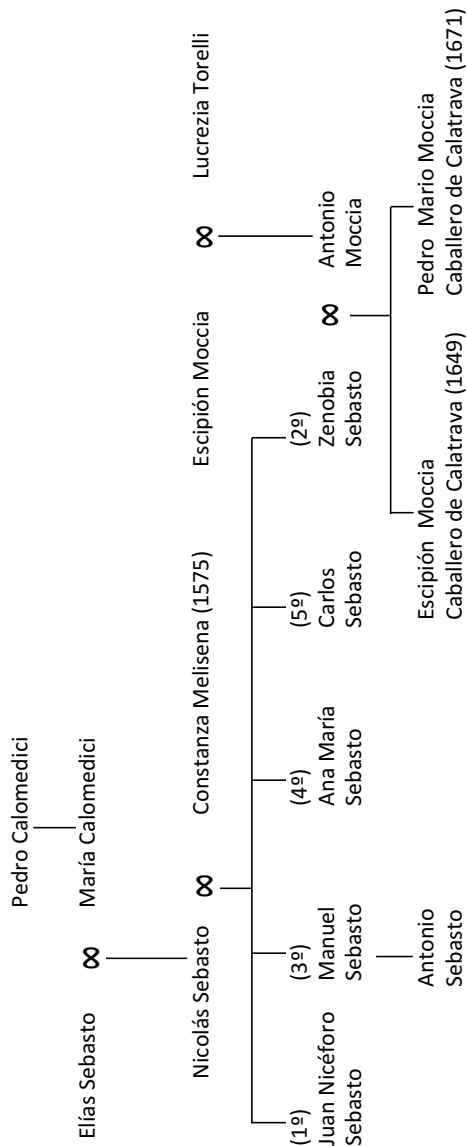 Pedro Calomedici
Elías Sebasto
∞
María Calomedici
Nicolás Sebasto
∞
Constanza Melisena (1575)
Escipión Moccia
∞
Lucrezia Torelli
(1º)
Juan Nicéforo
Sebasto
(3º)
Manuel
Sebasto
(4º)
Ana María
Sebasto
(5º)
Carlos
Sebasto
(2º)
Zenobia
Sebasto
∞
Antonio
Moccia
Antonio
Sebasto
Escipión Moccia
Caballero de Calatrava (1649)
Pedro Mario Moccia
Caballero de Calatrava (1671)